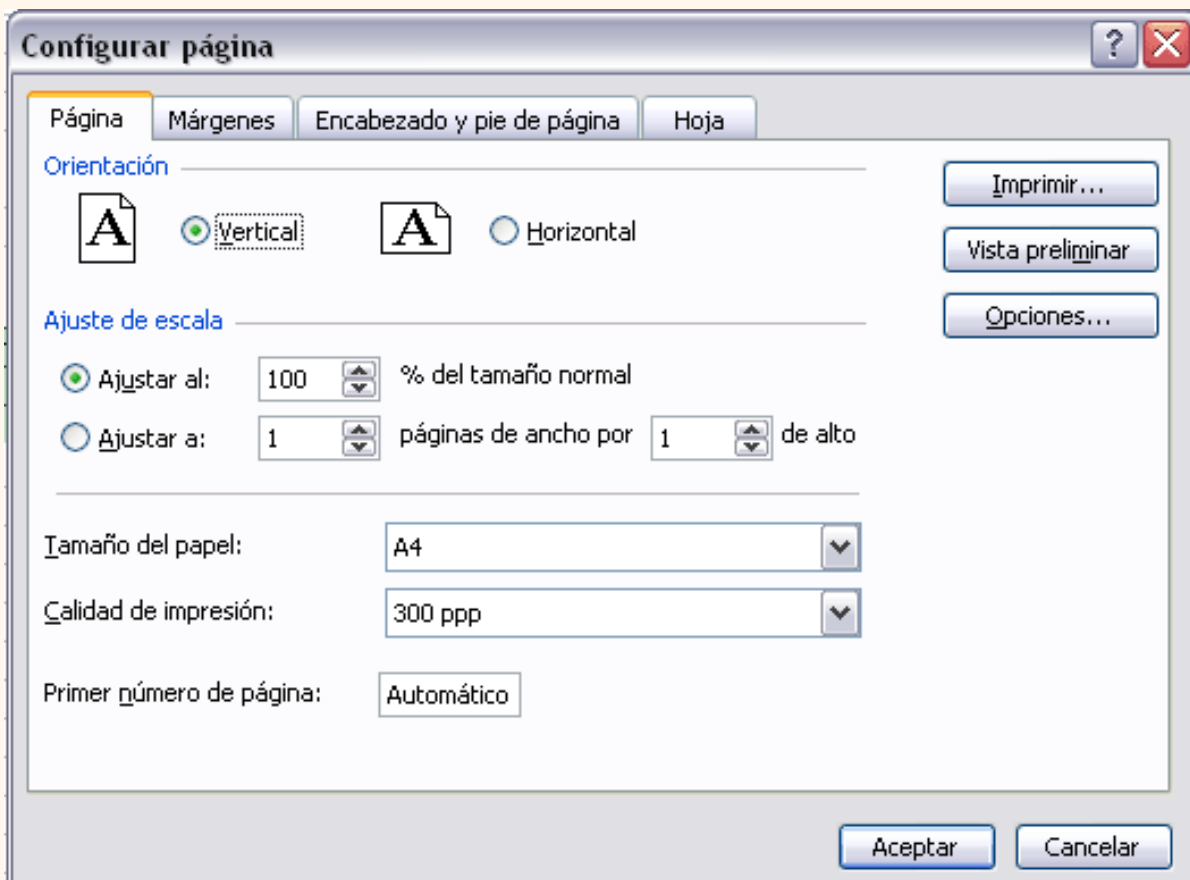 Configurar página
Página Márgenes Encabezado y pie de página Hoja
Orientación
A Vertical A Horizontal
Imprimir...
Vista preliminar
Opciones...
Ajuste de escala
Ajustar al: 100 % del tamaño normal
Ajustar a: 1 páginas de ancho por 1 de alto
Tamaño del papel: A4
Calidad de impresión: 300 ppp
Primer número de página: Automático
Aceptar Cancelar